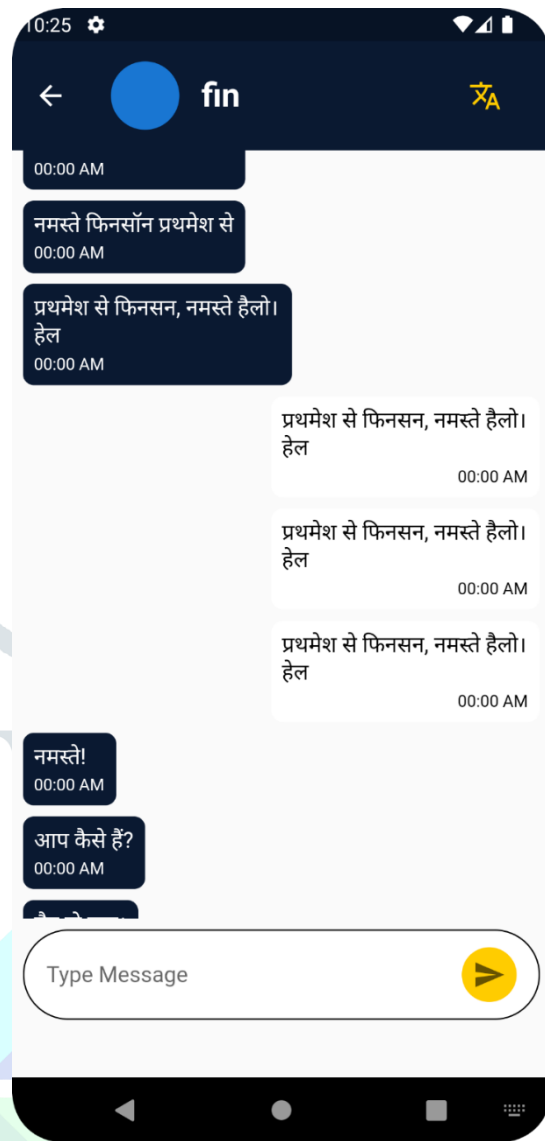 10:25
fin
00:00 AM
नमस्ते फिनसॉन प्रथमेश से
00:00 AM
प्रथमेश से फिनसन, नमस्ते हैलो।
हेल
00:00 AM
प्रथमेश से फिनसन, नमस्ते हैलो।
हेल
00:00 AM
प्रथमेश से फिनसन, नमस्ते हैलो।
हेल
00:00 AM
प्रथमेश से फिनसन, नमस्ते हैलो।
हेल
00:00 AM
नमस्ते!
00:00 AM
आप कैसे हैं?
00:00 AM
Type Message